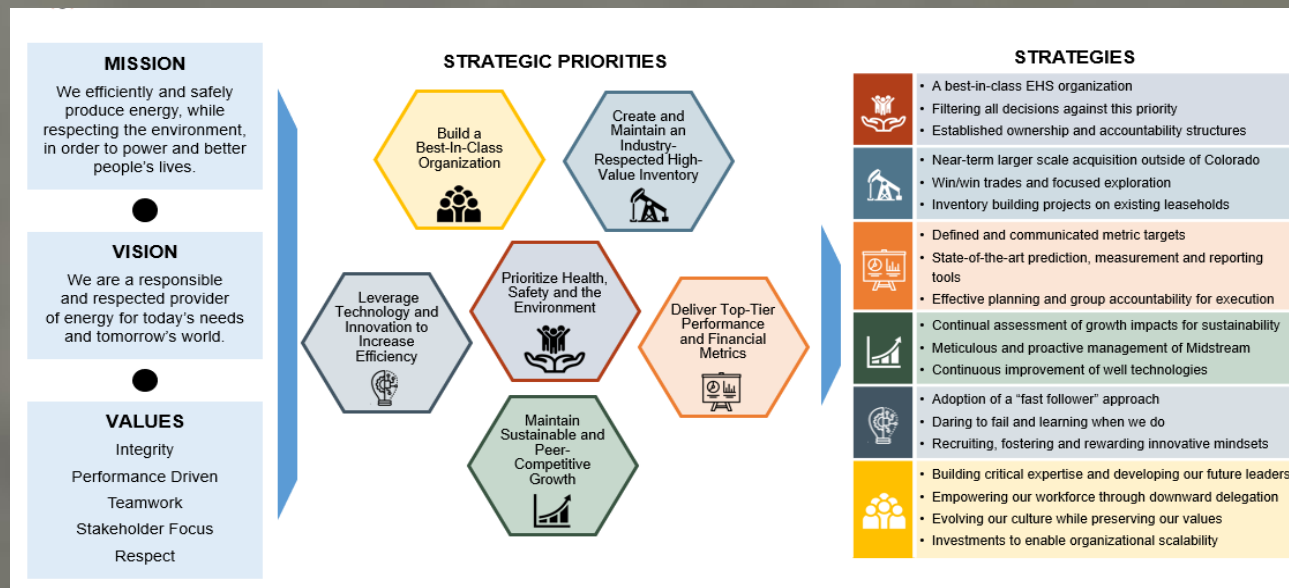 MISSION
We efficiently and safely
produce energy, while
respecting the environment,
in order to power and better
people's lives.
VISION
We are a responsible
and respected provider
of energy for today's needs
and tomorrow's world.
VALUES
Integrity
Performance Driven
Teamwork
Stakeholder Focus
Respect
STRATEGIC PRIORITIES
Build a
Best-In-Class
Organization
Create and
Maintain an
Industry-
Respected High-
Value Inventory
Leverage
Technology and
Innovation to
Increase
Efficiency
Prioritize Health,
Safety and the
Environment
Deliver Top-Tier
Performance
and Financial
Metrics
Maintain
Sustainable and
Peer-
Competitive
Growth
STRATEGIES
• A best-in-class EHS organization
• Filtering all decisions against this priority
• Established ownership and accountability structures
• Near-term larger scale acquisition outside of Colorado
• Win/win trades and focused exploration
• Inventory building projects on existing leaseholds
• Defined and communicated metric targets
• State-of-the-art prediction, measurement and reporting
tools
• Effective planning and group accountability for execution
• Continual assessment of growth impacts for sustainability
• Meticulous and proactive management of Midstream
• Continuous improvement of well technologies
• Adoption of a "fast follower" approach
• Daring to fail and learning when we do
• Recruiting, fostering and rewarding innovative mindsets
• Building critical expertise and developing our future leaders
• Empowering our workforce through downward delegation
• Evolving our culture while preserving our values
• Investments to enable organizational scalability